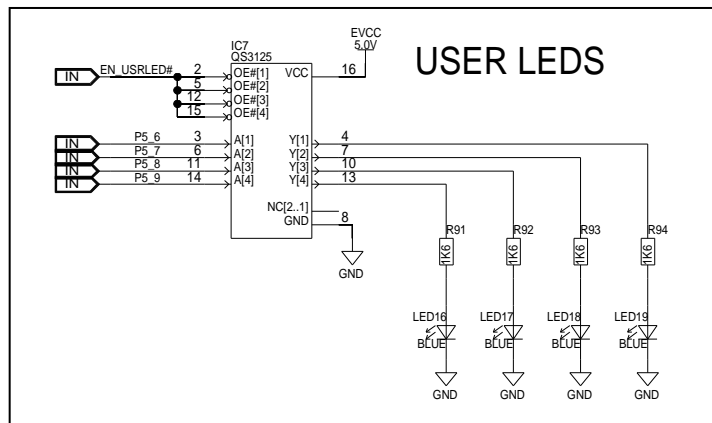 USER LEDS
IC7
QS3125
EVCC
5.0V
IN EN_USRLED# 2 OE#[1] VCC 16
5 OE#[2]
12 OE#[3]
15 OE#[4]
IN P5_6 3 A[1] Y[1] 4
IN P5_7 6 A[2] Y[2] 7
IN P5_8 11 A[3] Y[3] 10
IN P5_9 14 A[4] Y[4] 13
NC[2..1]
GND 8
GND
R91 R92 R93 R94
1K6 1K6 1K6 1K6
LED16 LED17 LED18 LED19
BLUE BLUE BLUE BLUE
GND GND GND GND